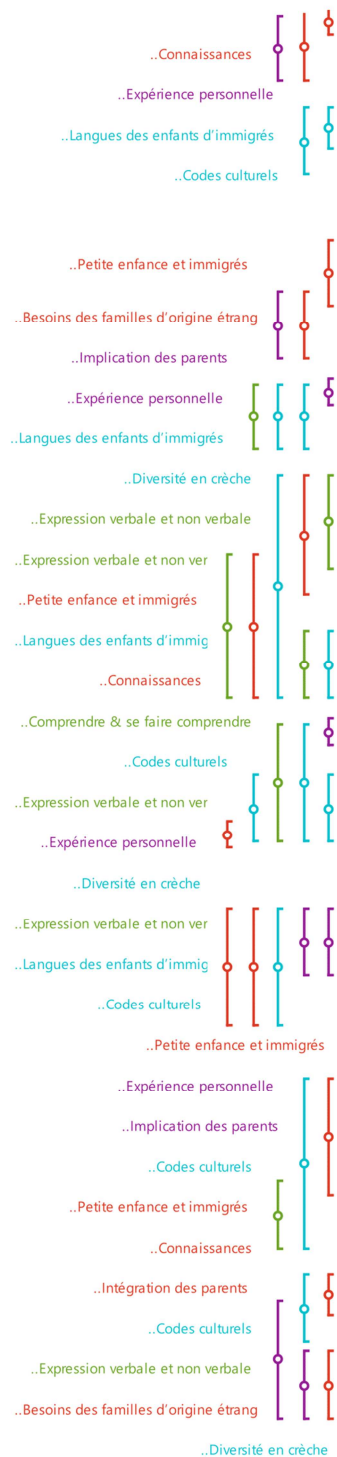 ..Connaissances
..Expérience personnelle
..Langues des enfants d'immigrés
..Codes culturels
..Petite enfance et immigrés
..Besoins des familles d'origine étrang
..Implication des parents
..Expérience personnelle
..Langues des enfants d'immigrés
..Diversité en crèche
..Expression verbale et non verbale
..Expression verbale et non ver
..Petite enfance et immigrés
..Langues des enfants d'immig
..Connaissances
..Comprendre & se faire comprendre
..Codes culturels
..Expression verbale et non ver
..Expérience personnelle
..Diversité en crèche
..Expression verbale et non ver
..Langues des enfants d'immig
..Codes culturels
..Petite enfance et immigrés
..Expérience personnelle
..Implication des parents
..Codes culturels
..Petite enfance et immigrés
..Connaissances
..Intégration des parents
..Codes culturels
..Expression verbale et non verbale
..Besoins des familles d'origine étrang
..Diversité en crèche